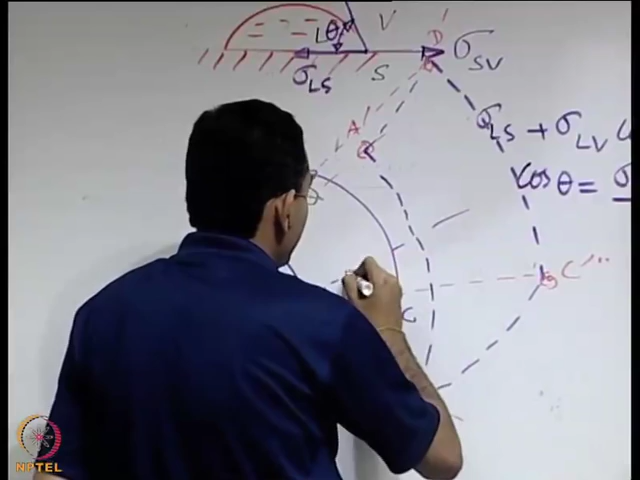 L θ V
σLS S σSV
D
σLS + σLV
A
cos θ = σ
C'''
C
NPTEL